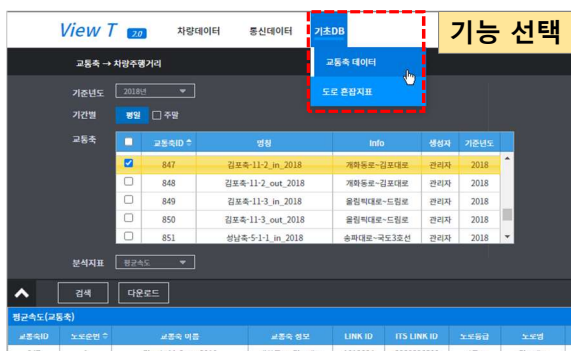 View T 2.0 차량데이터 통신데이터 기초DB 기능 선택
교통축 → 차량주행거리
교통축 데이터
도로 혼잡지표
기준년도 2018년
기간별 평일 주말
교통축 교통축ID 명칭 Info 생성자 기준년도
847 김포축-11-2_in_2018 개화동로~김포대로 관리자 2018
848 김포축-11-2_out_2018 개화동로~김포대로 관리자 2018
849 김포축-11-3_in_2018 올림픽대로~드림로 관리자 2018
850 김포축-11-3_out_2018 올림픽대로~드림로 관리자 2018
851 성남축-5-1-1_in_2018 송파대로~국도3호선 관리자 2018
분석지표 평균속도
검색 다운로드
평균속도(교통축)
교통축ID 노드순번 교통축 이름 교통축 정보 LINK ID ITS LINK ID 도로등급 도로명